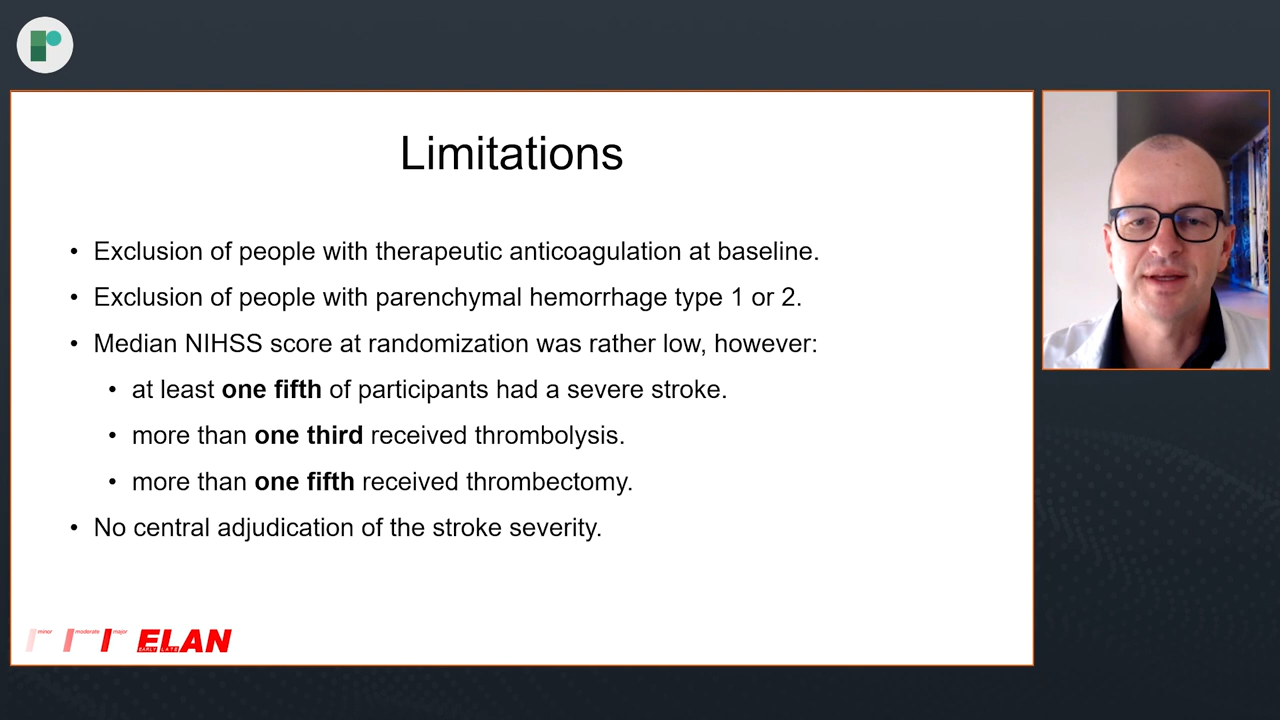 Limitations
• Exclusion of people with therapeutic anticoagulation at baseline.
• Exclusion of people with parenchymal hemorrhage type 1 or 2.
• Median NIHSS score at randomization was rather low, however:
• at least one fifth of participants had a severe stroke.
• more than one third received thrombolysis.
• more than one fifth received thrombectomy.
• No central adjudication of the stroke severity.
minor moderate major ELAN
EARLY LATE